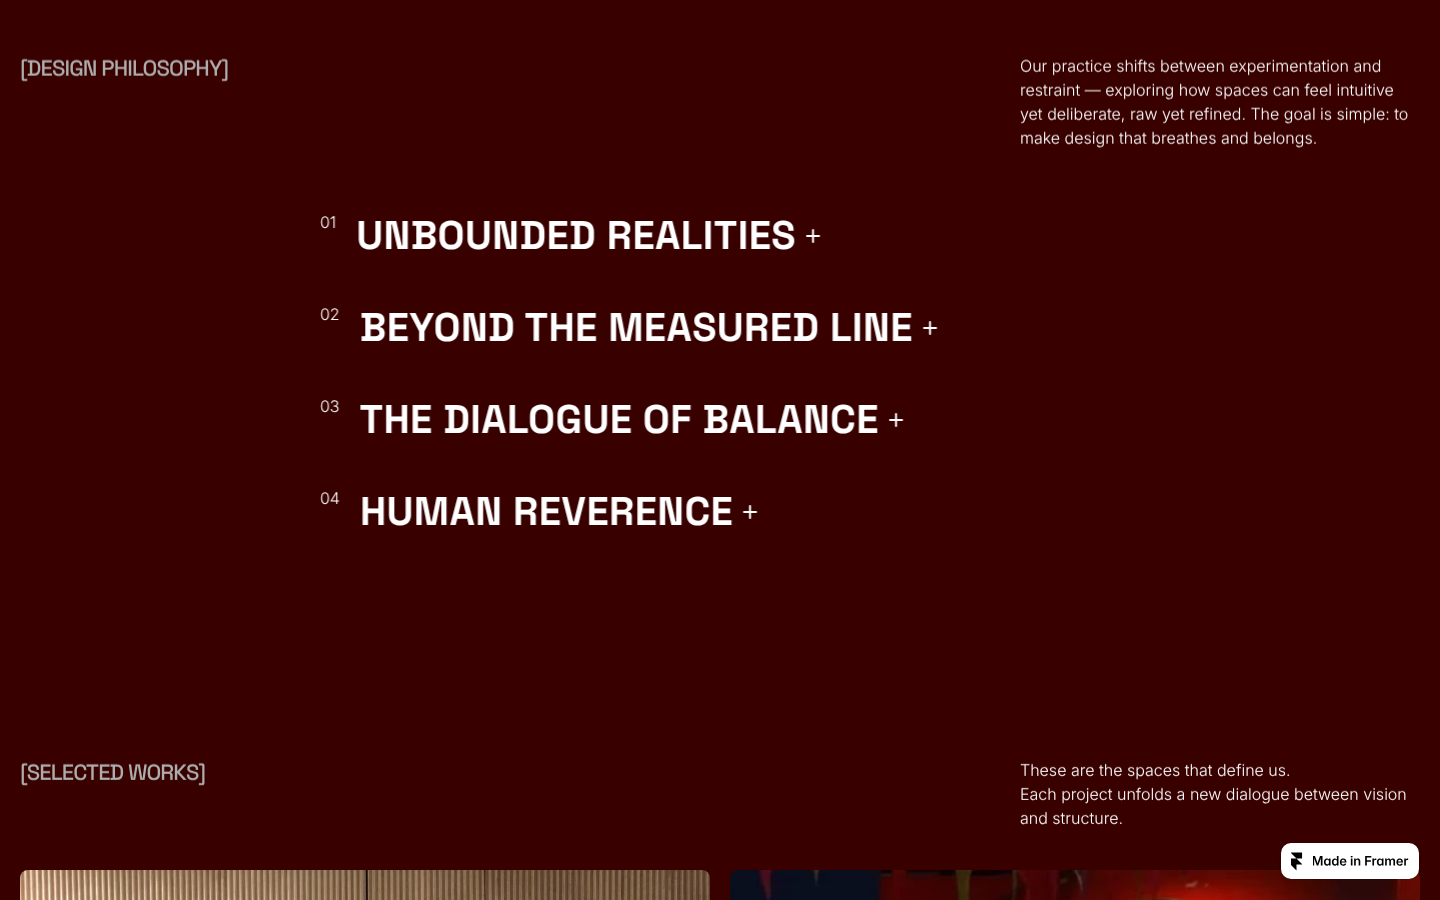 [DESIGN PHILOSOPHY]
Our practice shifts between experimentation and
restraint — exploring how spaces can feel intuitive
yet deliberate, raw yet refined. The goal is simple: to
make design that breathes and belongs.
01 UNBOUNDED REALITIES +
02 BEYOND THE MEASURED LINE +
03 THE DIALOGUE OF BALANCE +
04 HUMAN REVERENCE +
[SELECTED WORKS]
These are the spaces that define us.
Each project unfolds a new dialogue between vision
and structure.
Made in Framer